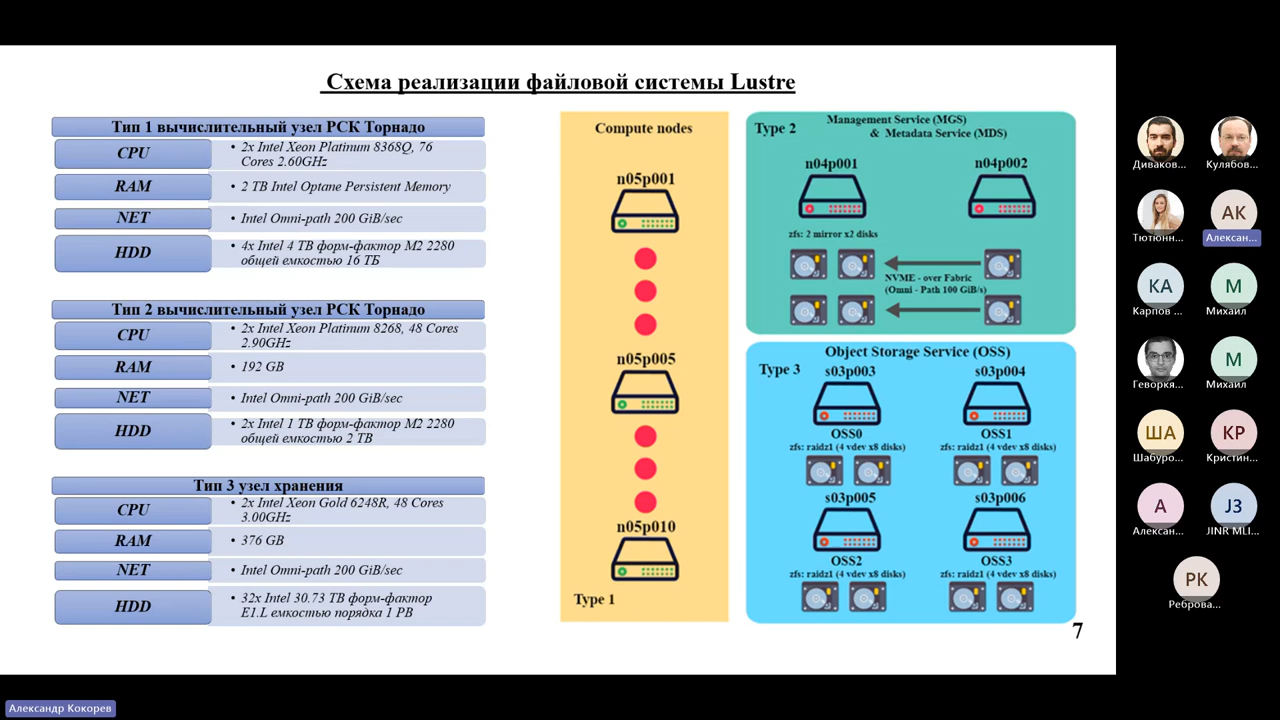 Схема реализации файловой системы Lustre
Тип 1 вычислительный узел РСК Торнадо
CPU
• 2x Intel Xeon Platinum 8368Q, 76
Cores 2.60GHz
RAM
• 2 TB Intel Optane Persistent Memory
NET
• Intel Omni-path 200 GiB/sec
HDD
• 4x Intel 4 TB форм-фактор M2 2280
общей емкостью 16 ТБ
Тип 2 вычислительный узел РСК Торнадо
CPU
• 2x Intel Xeon Platinum 8268, 48 Cores
2.90GHz
RAM
• 192 GB
NET
• Intel Omni-path 200 GiB/sec
HDD
• 2x Intel 1 TB форм-фактор M2 2280
общей емкостью 2 TB
Тип 3 узел хранения
CPU
• 2x Intel Xeon Gold 6248R, 48 Cores
3.00GHz
RAM
• 376 GB
NET
• Intel Omni-path 200 GiB/sec
HDD
• 32x Intel 30.73 TB форм-фактор
E1.L емкостью порядка 1 PB
Compute nodes
n05p001
n05p005
n05p010
Type 1
Type 2
Management Service (MGS)
& Metadata Service (MDS)
n04p001
n04p002
zfs: 2 mirror x2 disks
NVME - over Fabric
(Omni - Path 100 GiB/s)
Object Storage Service (OSS)
Type 3
s03p003
s03p004
OSS0
OSS1
zfs: raidz1 (4 vdev x8 disks)
zfs: raidz1 (4 vdev x8 disks)
s03p005
s03p006
OSS2
OSS3
zfs: raidz1 (4 vdev x8 disks)
zfs: raidz1 (4 vdev x8 disks)
7
Диваков...
Кулябов...
AK
Тютюнн...
Алексан...
КА
М
Карпов ...
Михаил
М
Геворкя...
Михаил
ША
КР
Шабуро...
Кристин...
А
JЗ
Алексан...
JINR MLI...
РК
Реброва...
Александр Кокорев